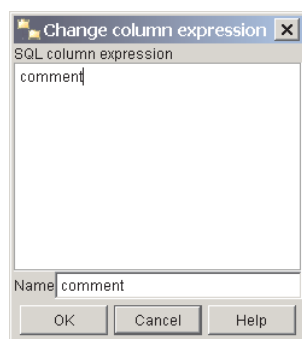 Change column expression
SQL column expression
comment
Name comment
OK Cancel Help